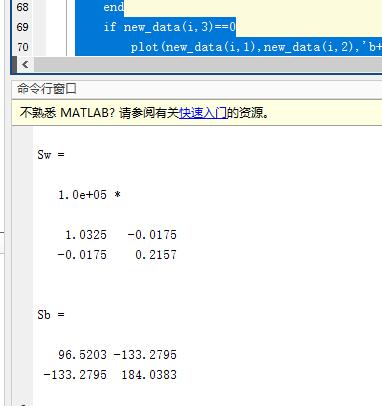 68 end
69 if new_data(i,3)==0
70 plot(new_data(i,1),new_data(i,2),'b+
命令行窗口
不熟悉 MATLAB? 请参阅有关快速入门的资源。
Sw =
1.0e+05 *
1.0325 -0.0175
-0.0175 0.2157
Sb =
96.5203 -133.2795
-133.2795 184.0383